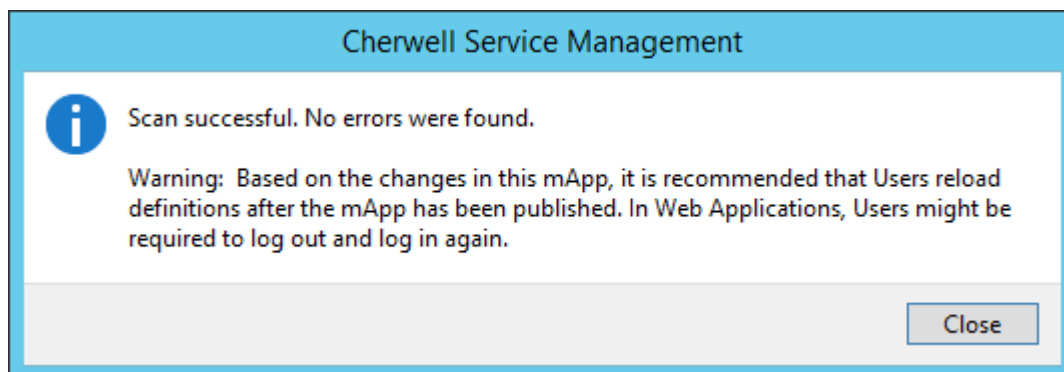 Cherwell Service Management
Scan successful. No errors were found.
Warning:  Based on the changes in this mApp, it is recommended that Users reload
definitions after the mApp has been published. In Web Applications, Users might be
required to log out and log in again.
Close